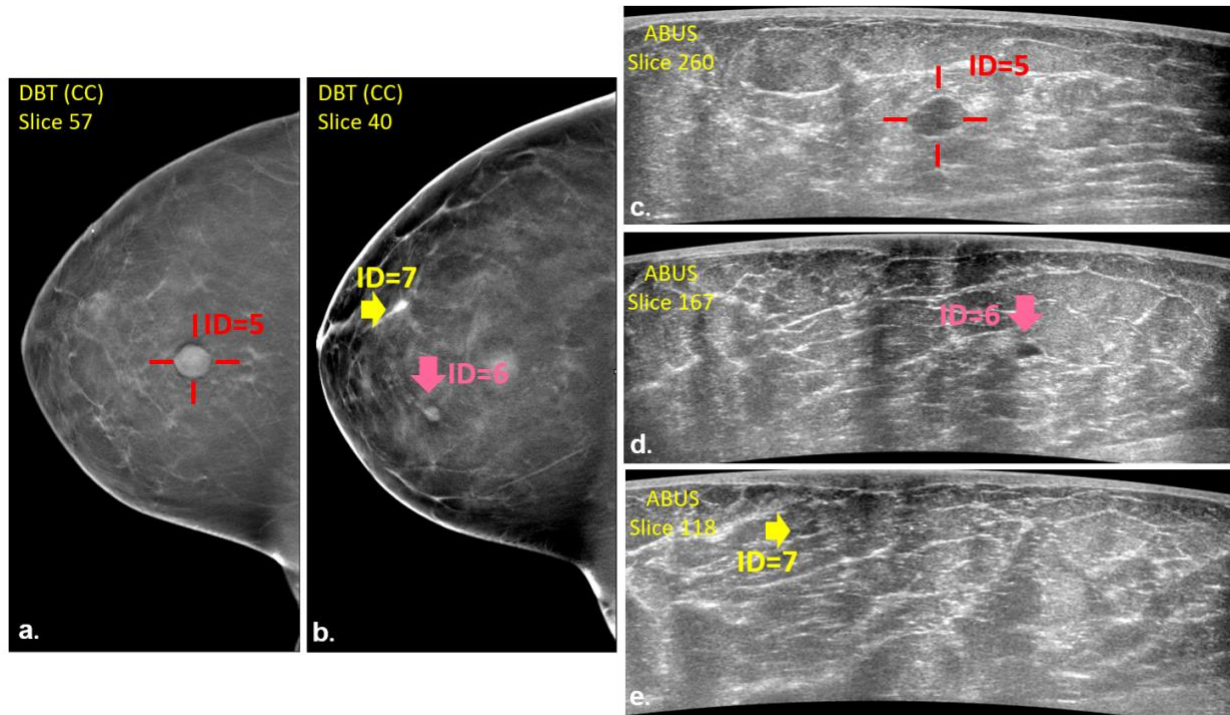 DBT (CC)
Slice 57
ID=5
a.
DBT (CC)
Slice 40
ID=7
ID=6
b.
ABUS
Slice 260
ID=5
c.
ABUS
Slice 167
ID=6
d.
ABUS
Slice 118
ID=7
e.